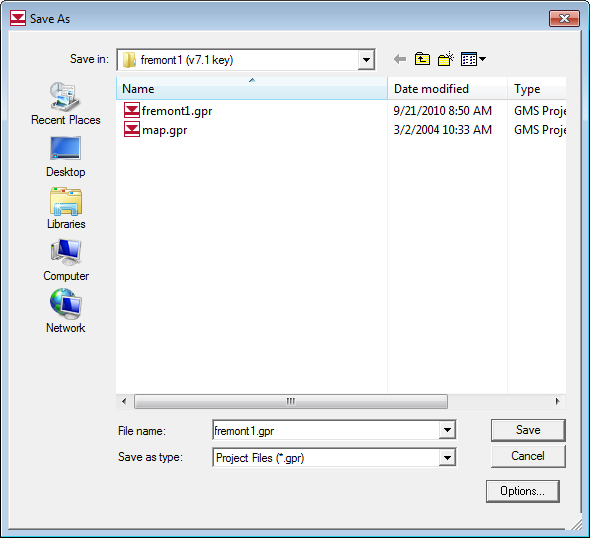 Save As
Save in: fremont1 (v7.1 key)
Name Date modified Type
fremont1.gpr 9/21/2010 8:50 AM GMS Proje
map.gpr 3/2/2004 10:33 AM GMS Proje
Recent Places
Desktop
Libraries
Computer
Network
File name: fremont1.gpr Save
Save as type: Project Files (*.gpr) Cancel
Options...